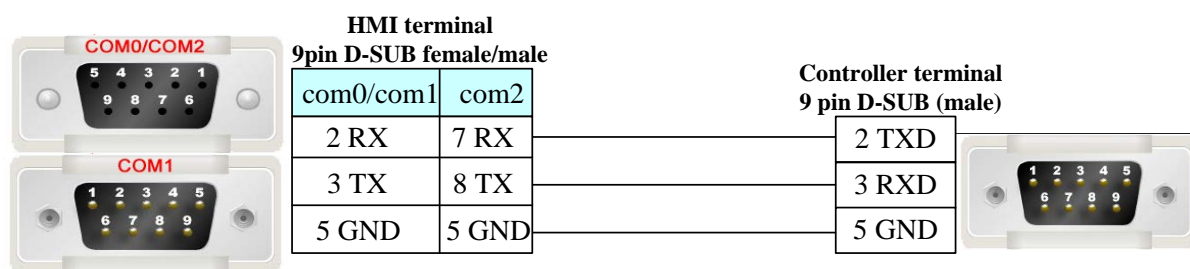 HMI terminal
9pin D-SUB female/male
COM0/COM2
5 4 3 2 1
9 8 7 6
COM1
1 2 3 4 5
6 7 8 9
com0/com1 com2
2 RX 7 RX
3 TX 8 TX
5 GND 5 GND
Controller terminal
9 pin D-SUB (male)
2 TXD
3 RXD
5 GND
1 2 3 4 5
6 7 8 9